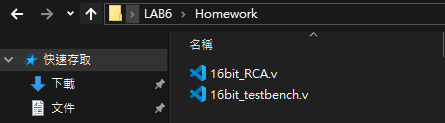 LAB6 > Homework
名稱
快速存取
16bit_RCA.v
下載
16bit_testbench.v
文件